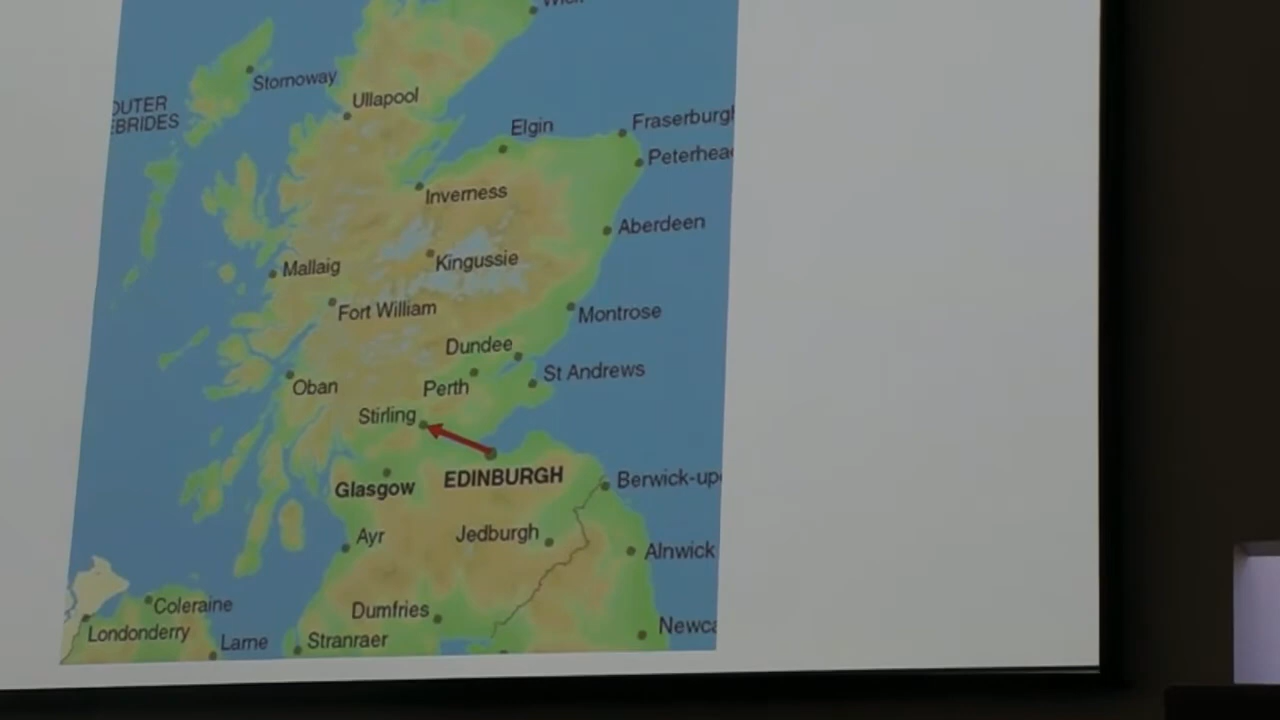 Stornoway
OUTER
EBRIDES
Ullapool
Elgin
Fraserburgh
Peterhea
Inverness
Aberdeen
Kingussie
Mallaig
Fort William
Montrose
Dundee
St Andrews
Perth
Oban
Stirling
EDINBURGH
Glasgow
Berwick-up
Ayr
Jedburgh
Alnwick
Coleraine
Dumfries
Londonderry
Larne
Stranraer
Newca